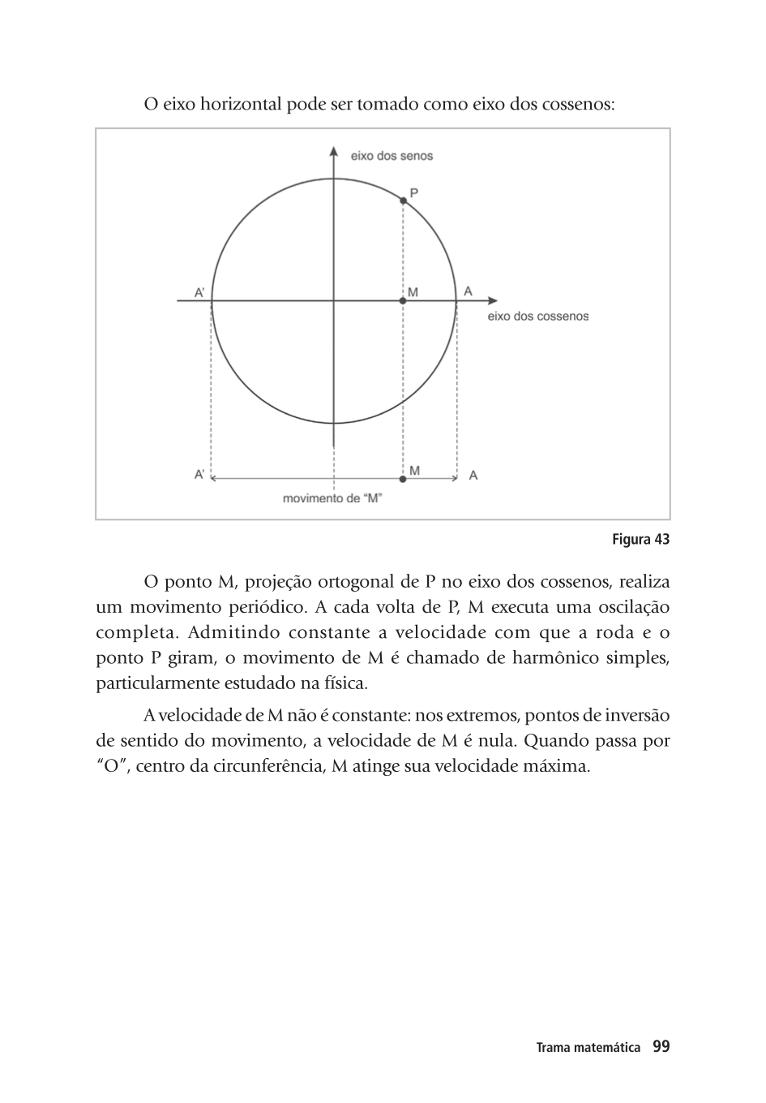 O eixo horizontal pode ser tomado como eixo dos cossenos:
eixo dos senos
P
A'
M
A
eixo dos cossenos
A'
M
A
movimento de “M”
Figura 43
O ponto M, projeção ortogonal de P no eixo dos cossenos, realiza
um movimento periódico. A cada volta de P, M executa uma oscilação
completa. Admitindo constante a velocidade com que a roda e o
ponto P giram, o movimento de M é chamado de harmônico simples,
particularmente estudado na física.
A velocidade de M não é constante: nos extremos, pontos de inversão
de sentido do movimento, a velocidade de M é nula. Quando passa por
“O”, centro da circunferência, M atinge sua velocidade máxima.
Trama matemática 99